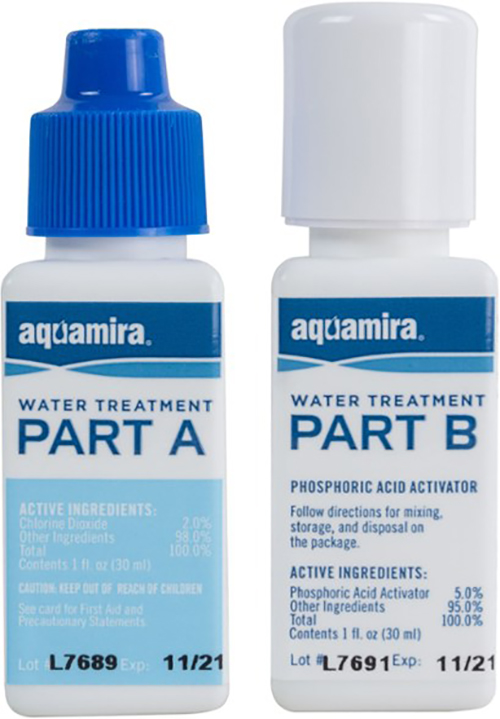 aquamira®
WATER TREATMENT
PART A
ACTIVE INGREDIENTS:
Chlorine Dioxide 2.0%
Other Ingredients 98.0%
Total 100.0%
Contents 1 fl. oz (30 ml)
CAUTION: KEEP OUT OF REACH OF CHILDREN
See card for First Aid and
Precautionary Statements
Lot #L7689 Exp: 11/21
aquamira®
WATER TREATMENT
PART B
PHOSPHORIC ACID ACTIVATOR
Follow directions for mixing,
storage, and disposal on
the package.
ACTIVE INGREDIENTS:
Phosphoric Acid Activator 5.0%
Other Ingredients 95.0%
Total 100.0%
Contents 1 fl. oz (30 ml)
Lot #L7691 Exp: 11/21